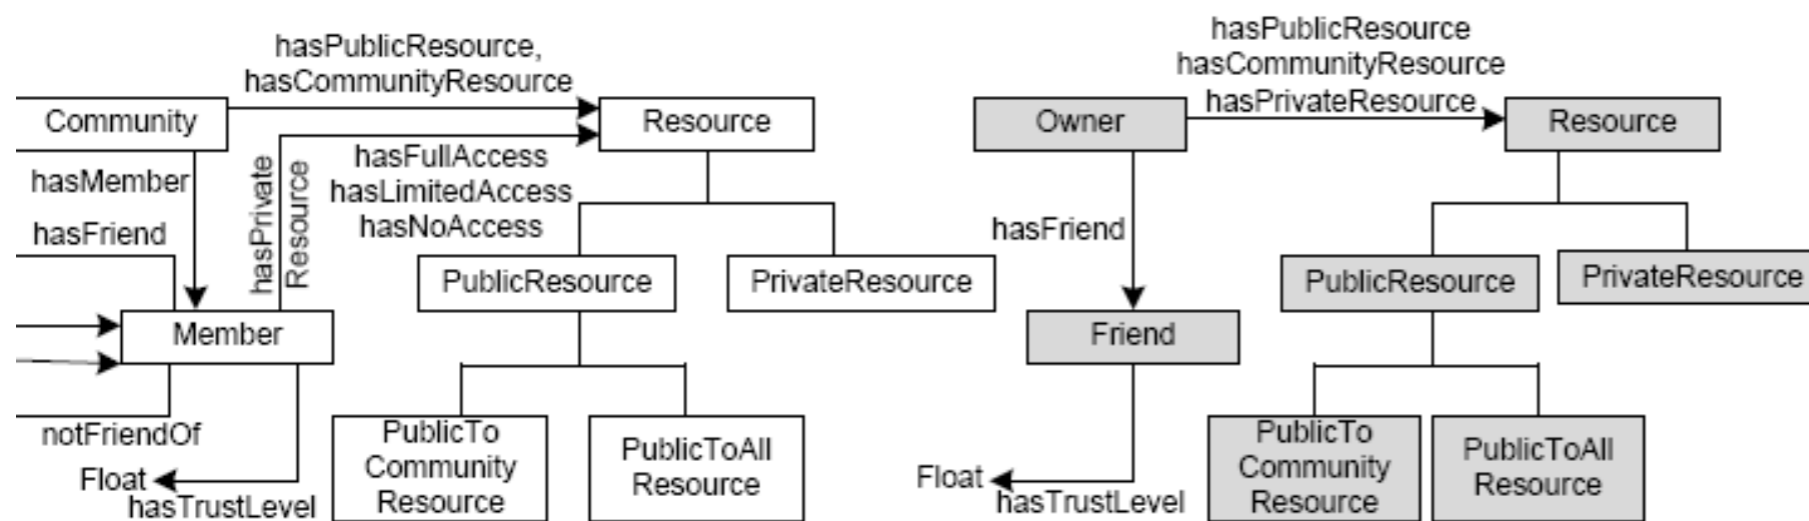 hasPublicResource,
hasCommunityResource
Community
Resource
hasMember
hasPrivate
Resource
hasFullAccess
hasLimitedAccess
hasNoAccess
hasFriend
PublicResource
PrivateResource
Member
notFriendOf
Float
hasTrustLevel
PublicTo
Community
Resource
PublicToAll
Resource
hasPublicResource
hasCommunityResource
hasPrivateResource
Owner
Resource
hasFriend
PublicResource
PrivateResource
Friend
Float
hasTrustLevel
PublicTo
Community
Resource
PublicToAll
Resource